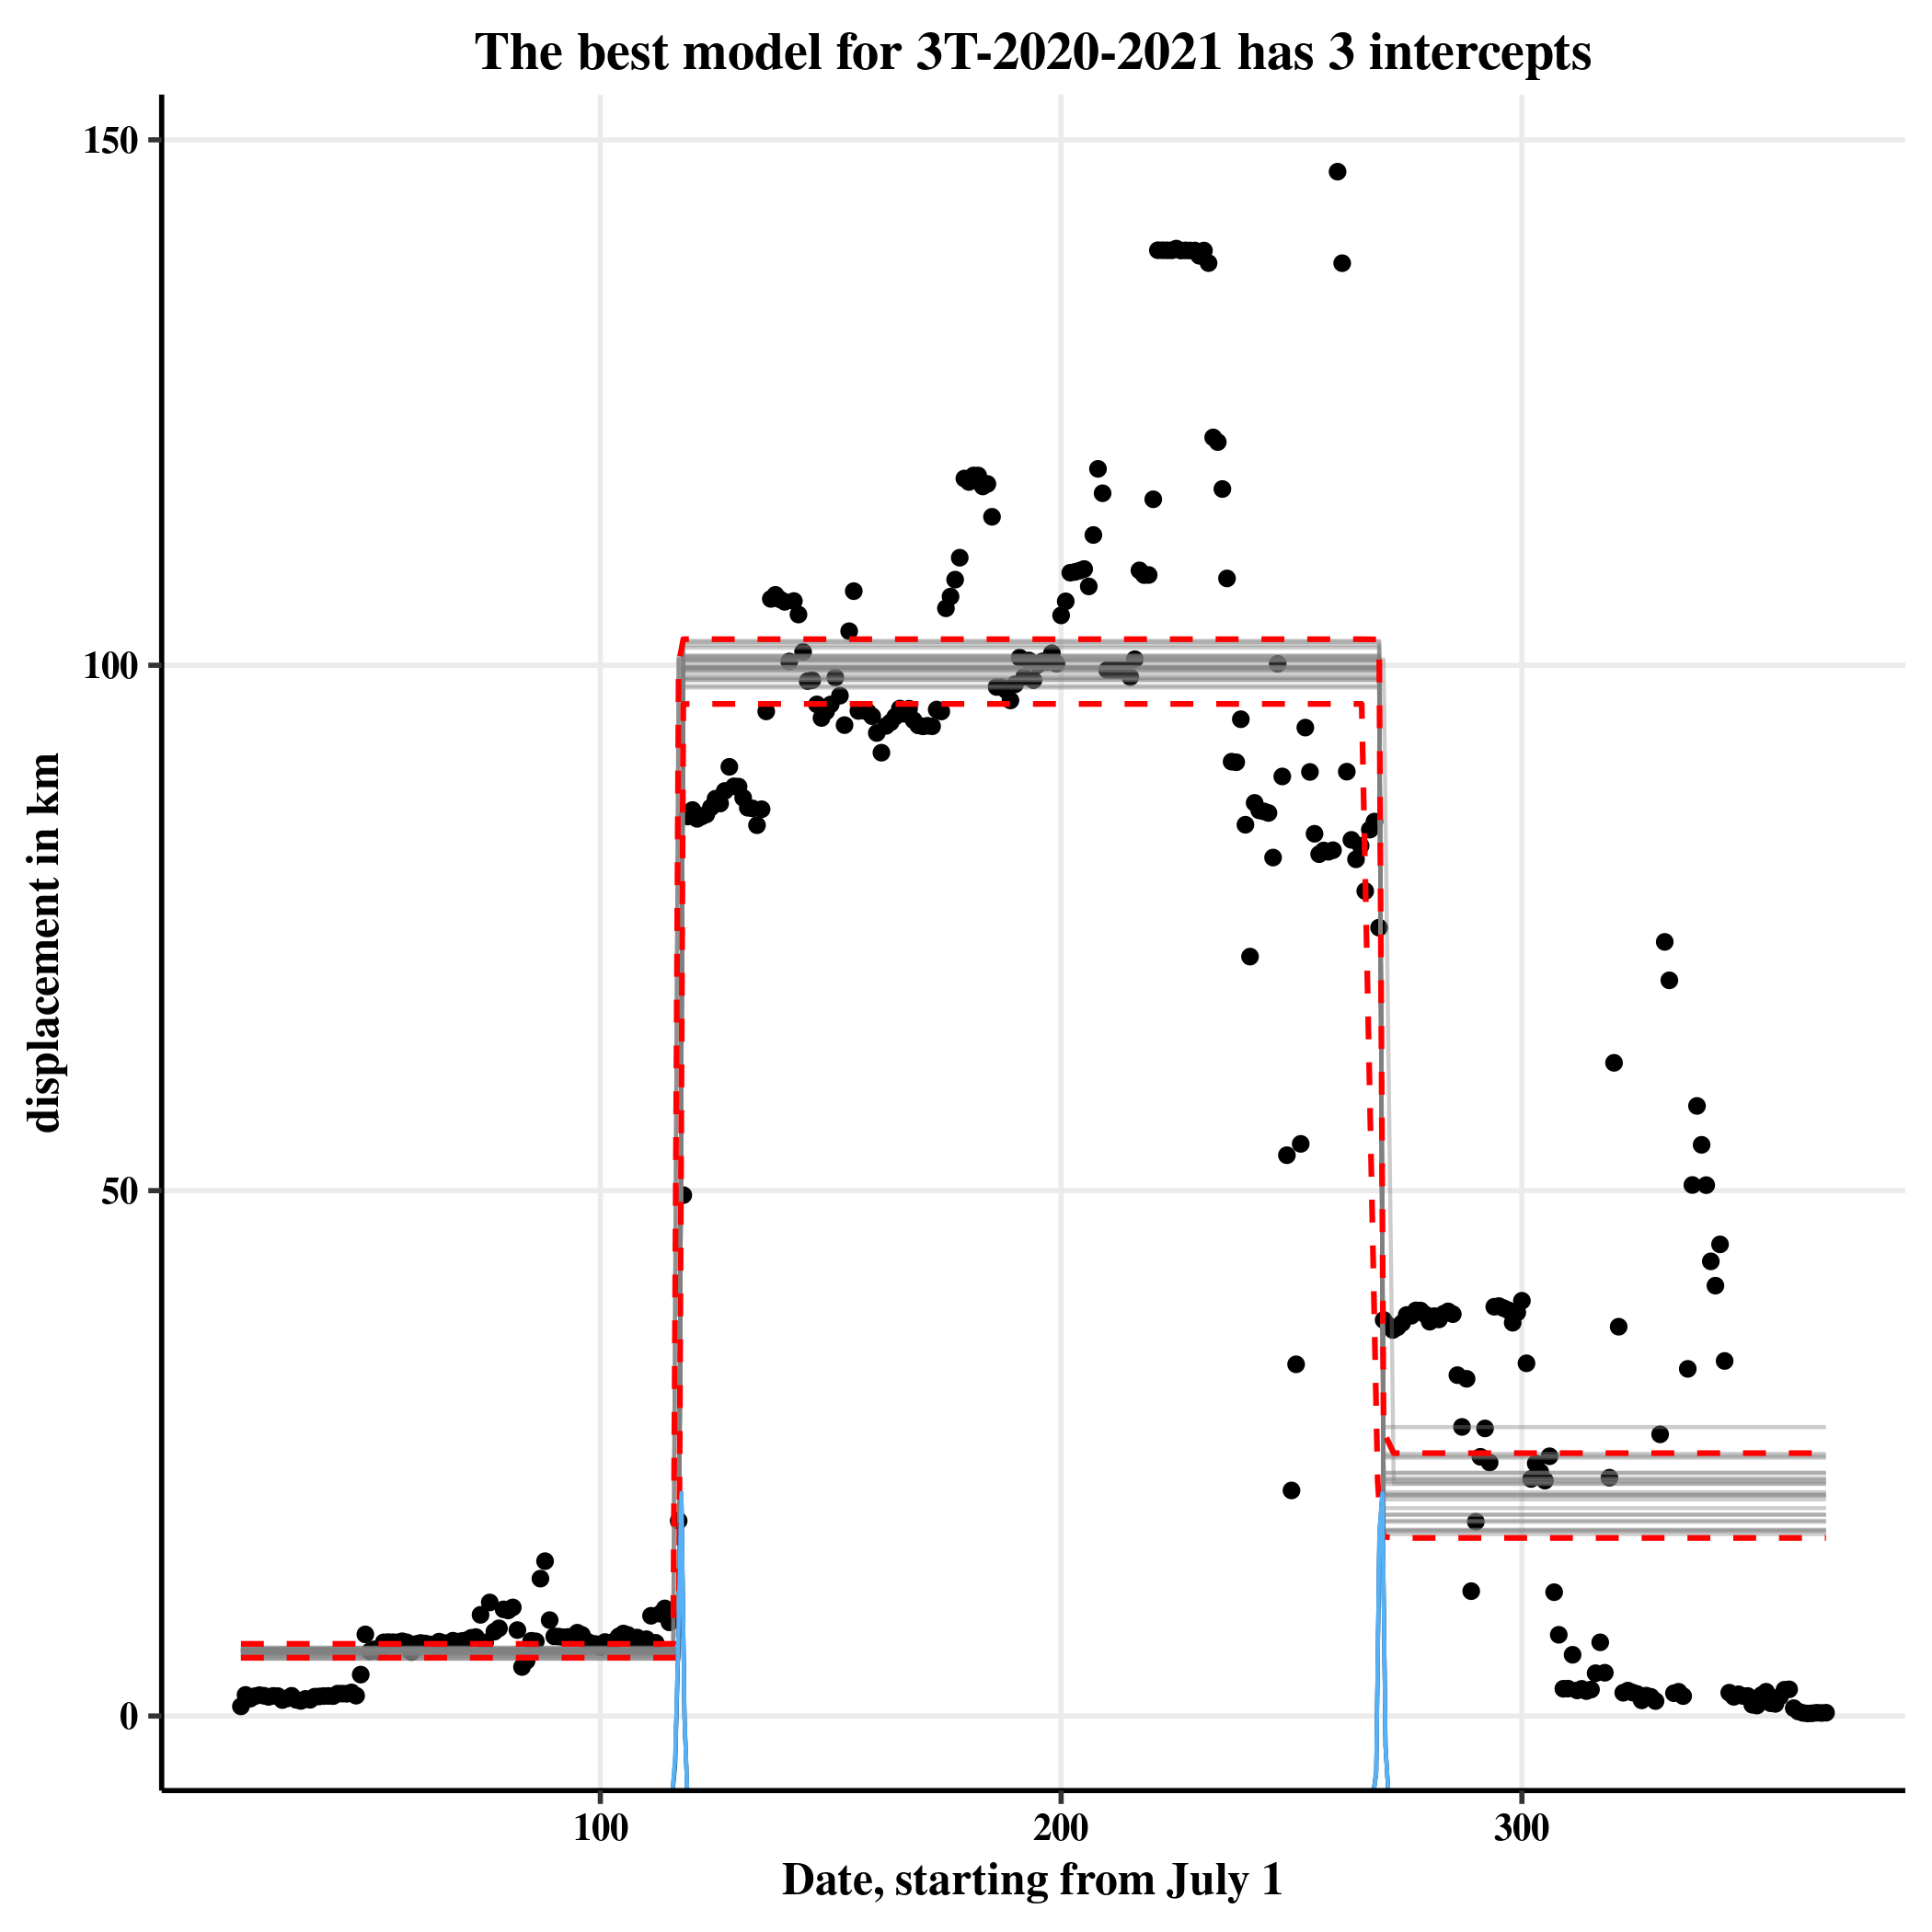 The best model for 3T-2020-2021 has 3 intercepts
150
100
50
0
displacement in km
100
200
300
Date, starting from July 1